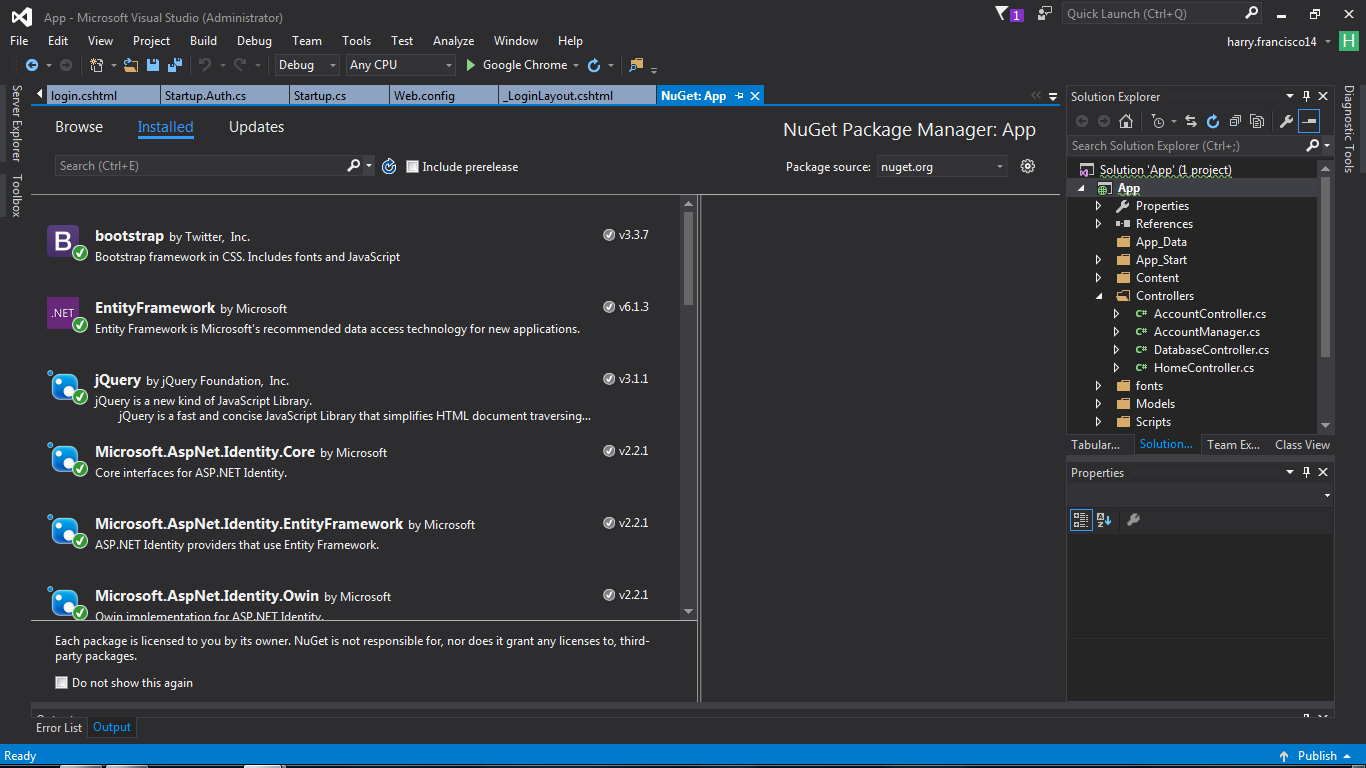 App - Microsoft Visual Studio (Administrator)
1
Quick Launch (Ctrl+Q)
File Edit View Project Build Debug Team Tools Test Analyze Window Help
harry.francisco14
H
Debug
Any CPU
Google Chrome
Server Explorer
Toolbox
login.cshtml
Startup.Auth.cs
Startup.cs
Web.config
_LoginLayout.cshtml
NuGet: App
Browse
Installed
Updates
NuGet Package Manager: App
Search (Ctrl+E)
Include prerelease
Package source: nuget.org
B
bootstrap by Twitter, Inc.
v3.3.7
Bootstrap framework in CSS. Includes fonts and JavaScript
.NET
EntityFramework by Microsoft
v6.1.3
Entity Framework is Microsoft's recommended data access technology for new applications.
jQuery by jQuery Foundation, Inc.
v3.1.1
jQuery is a new kind of JavaScript Library.
jQuery is a fast and concise JavaScript Library that simplifies HTML document traversing...
Microsoft.AspNet.Identity.Core by Microsoft
v2.2.1
Core interfaces for ASP.NET Identity.
Microsoft.AspNet.Identity.EntityFramework by Microsoft
v2.2.1
ASP.NET Identity providers that use Entity Framework.
Microsoft.AspNet.Identity.Owin by Microsoft
v2.2.1
Owin implementation for ASP.NET Identity.
Each package is licensed to you by its owner. NuGet is not responsible for, nor does it grant any licenses to, third-
party packages.
Do not show this again
Solution Explorer
Search Solution Explorer (Ctrl+;)
Solution 'App' (1 project)
App
Properties
References
App_Data
App_Start
Content
Controllers
C# AccountController.cs
C# AccountManager.cs
C# DatabaseController.cs
C# HomeController.cs
fonts
Models
Scripts
Tabular...
Solution...
Team Ex...
Class View
Properties
Diagnostic Tools
Error List
Output
Ready
Publish